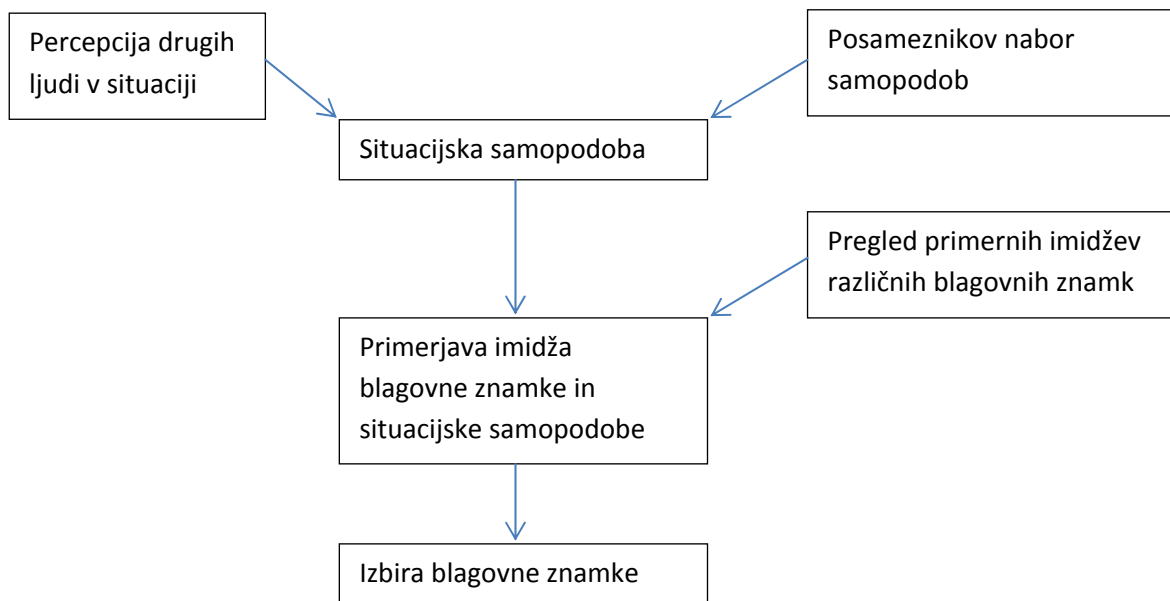 Percepcija drugih
ljudi v situaciji
Posameznikov nabor
samopodob
Situacijska samopodoba
Pregled primernih imidžev
različnih blagovnih znamk
Primerjava imidža
blagovne znamke in
situacijske samopodobe
Izbira blagovne znamke